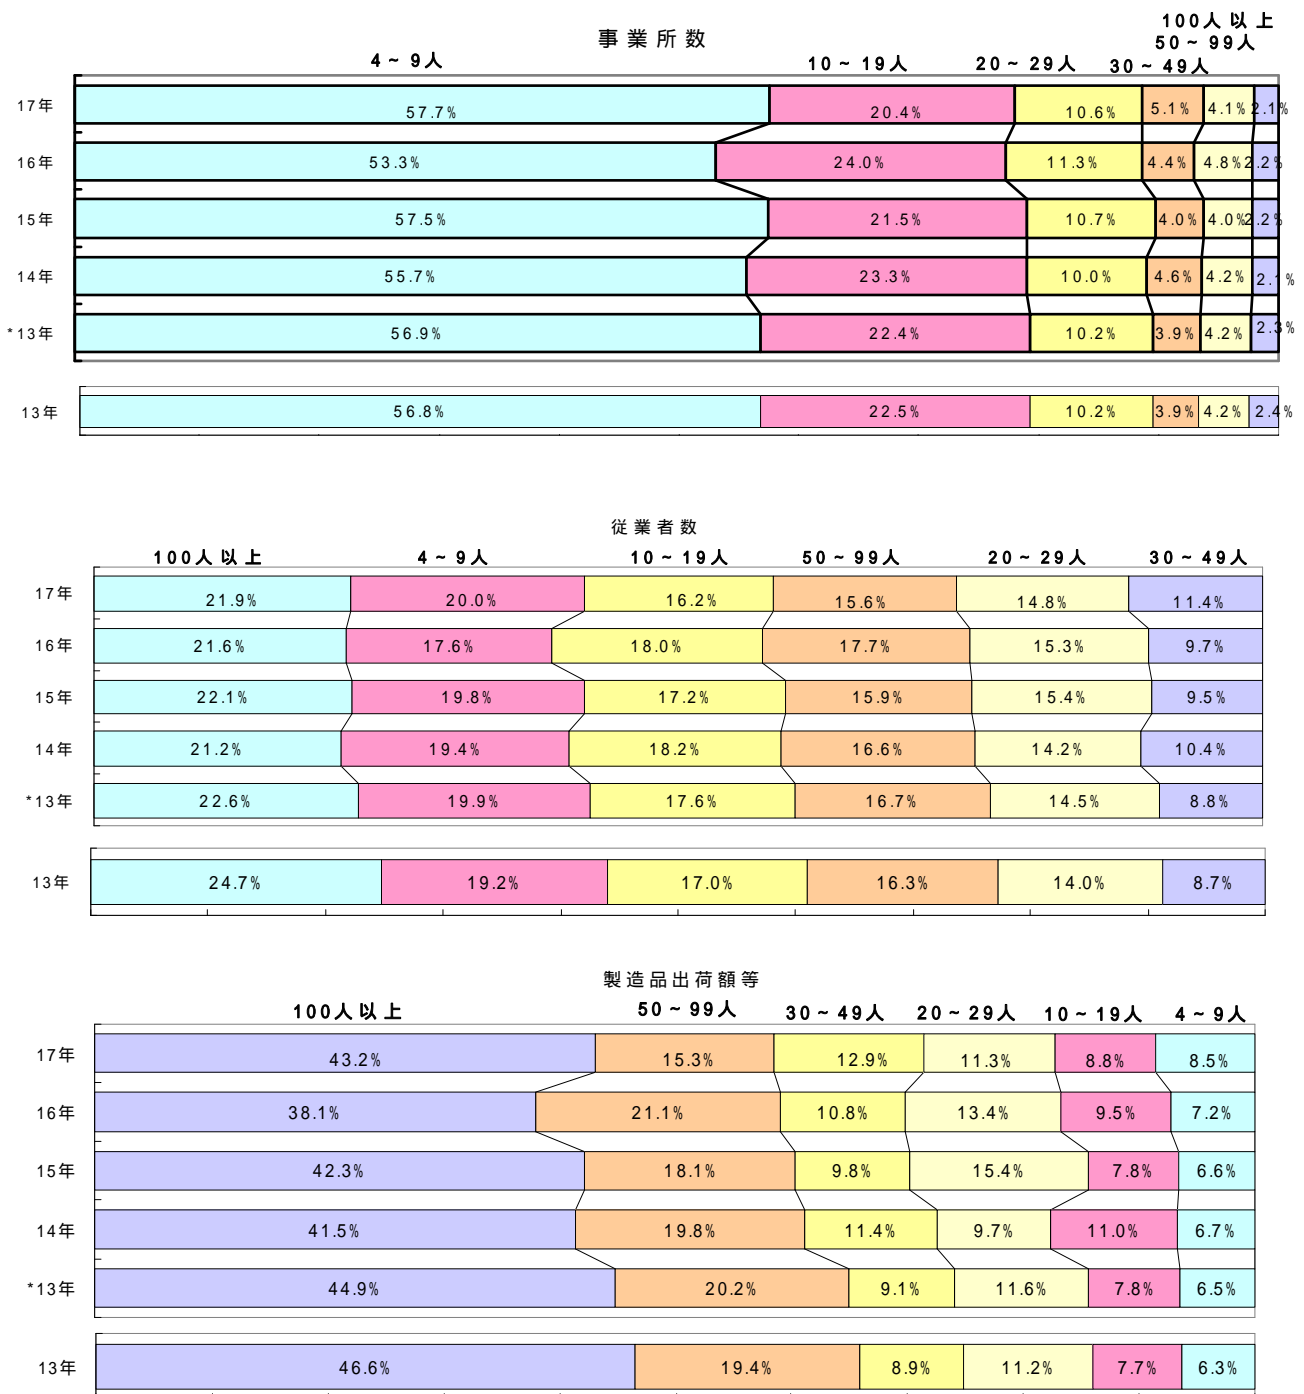 事業所数
100人以上
50～99人
4～9人 10～19人 20～29人 30～49人
17年 57.7% 20.4% 10.6% 5.1% 4.1% 2.1%
16年 53.3% 24.0% 11.3% 4.4% 4.8% 2.2%
15年 57.5% 21.5% 10.7% 4.0% 4.0% 2.2%
14年 55.7% 23.3% 10.0% 4.6% 4.2% 2.1%
*13年 56.9% 22.4% 10.2% 3.9% 4.2% 2.3%
13年 56.8% 22.5% 10.2% 3.9% 4.2% 2.4%
従業者数
100人以上 4～9人 10～19人 50～99人 20～29人 30～49人
17年 21.9% 20.0% 16.2% 15.6% 14.8% 11.4%
16年 21.6% 17.6% 18.0% 17.7% 15.3% 9.7%
15年 22.1% 19.8% 17.2% 15.9% 15.4% 9.5%
14年 21.2% 19.4% 18.2% 16.6% 14.2% 10.4%
*13年 22.6% 19.9% 17.6% 16.7% 14.5% 8.8%
13年 24.7% 19.2% 17.0% 16.3% 14.0% 8.7%
製造品出荷額等
100人以上 50～99人 30～49人 20～29人 10～19人 4～9人
17年 43.2% 15.3% 12.9% 11.3% 8.8% 8.5%
16年 38.1% 21.1% 10.8% 13.4% 9.5% 7.2%
15年 42.3% 18.1% 9.8% 15.4% 7.8% 6.6%
14年 41.5% 19.8% 11.4% 9.7% 11.0% 6.7%
*13年 44.9% 20.2% 9.1% 11.6% 7.8% 6.5%
13年 46.6% 19.4% 8.9% 11.2% 7.7% 6.3%